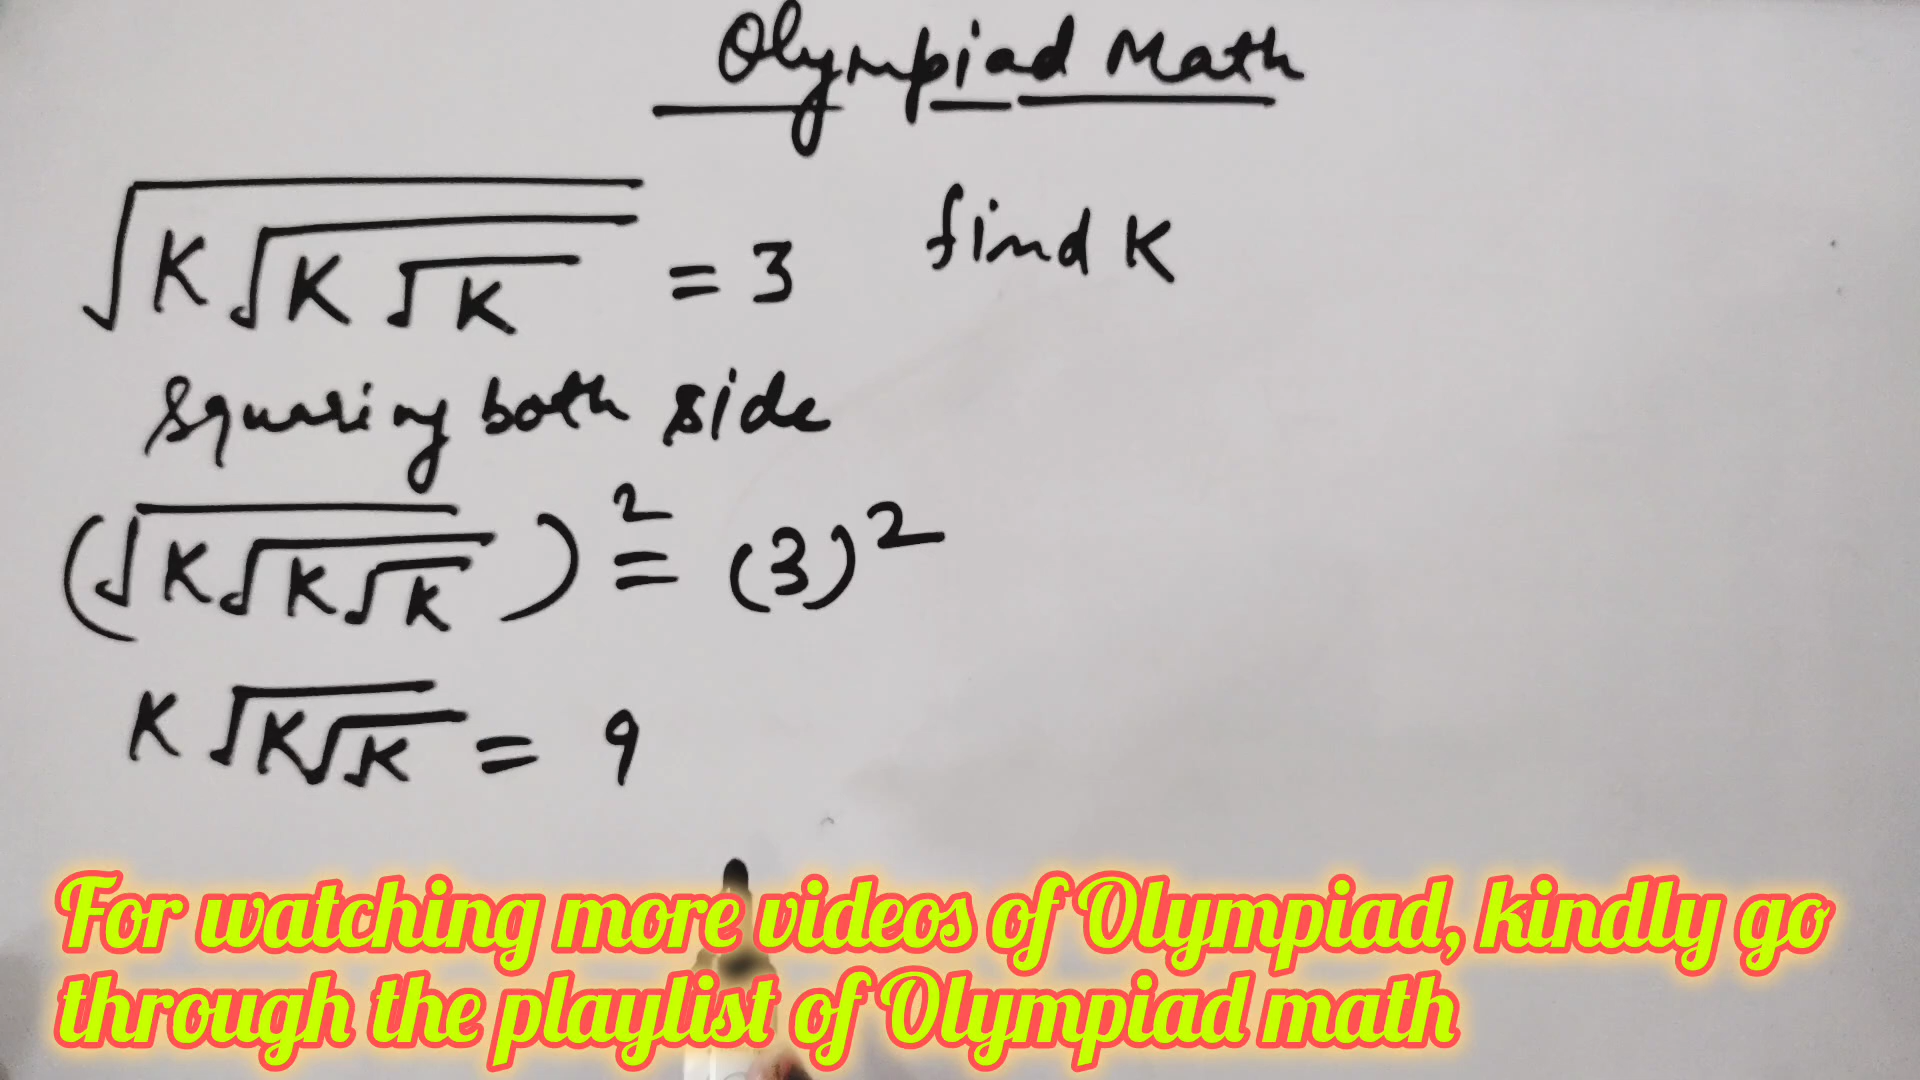 Olympiad Math
√(K√(K√K)) = 3 find K
Squaring both side
(√(K√(K√K)))² = (3)²
K√(K√K) = 9
For watching more videos of Olympiad, kindly go
through the playlist of Olympiad math